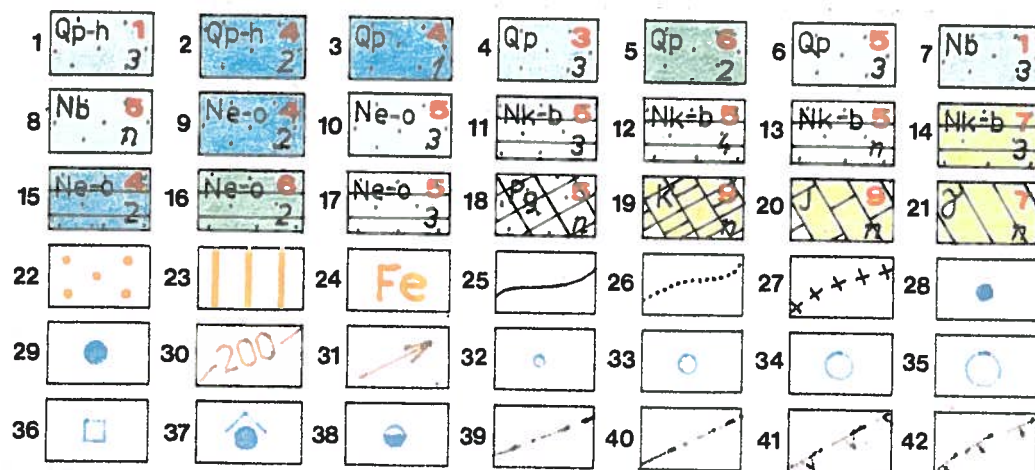 1 Qp-h 1 3 2 Qp-h 4 2 3 Qp 4 1 4 Qp 3 3 5 Qp 6 2 6 Qp 5 3 7 Nb 1 3
8 Nb 5 n 9 Ne-o 4 2 10 Ne-o 5 3 11 Nk-b 5 3 12 Nk-b 5 4 13 Nk-b 5 n 14 Nk-b 7 3
15 Ne-o 4 2 16 Ne-o 6 2 17 Ne-o 5 3 18 Pg 5 n 19 K 9 n 20 J 9 n 21 J 7 n
22 23 24 Fe 25 26 27 28
29 30 200 31 32 33 34 35
36 37 38 39 40 41 42